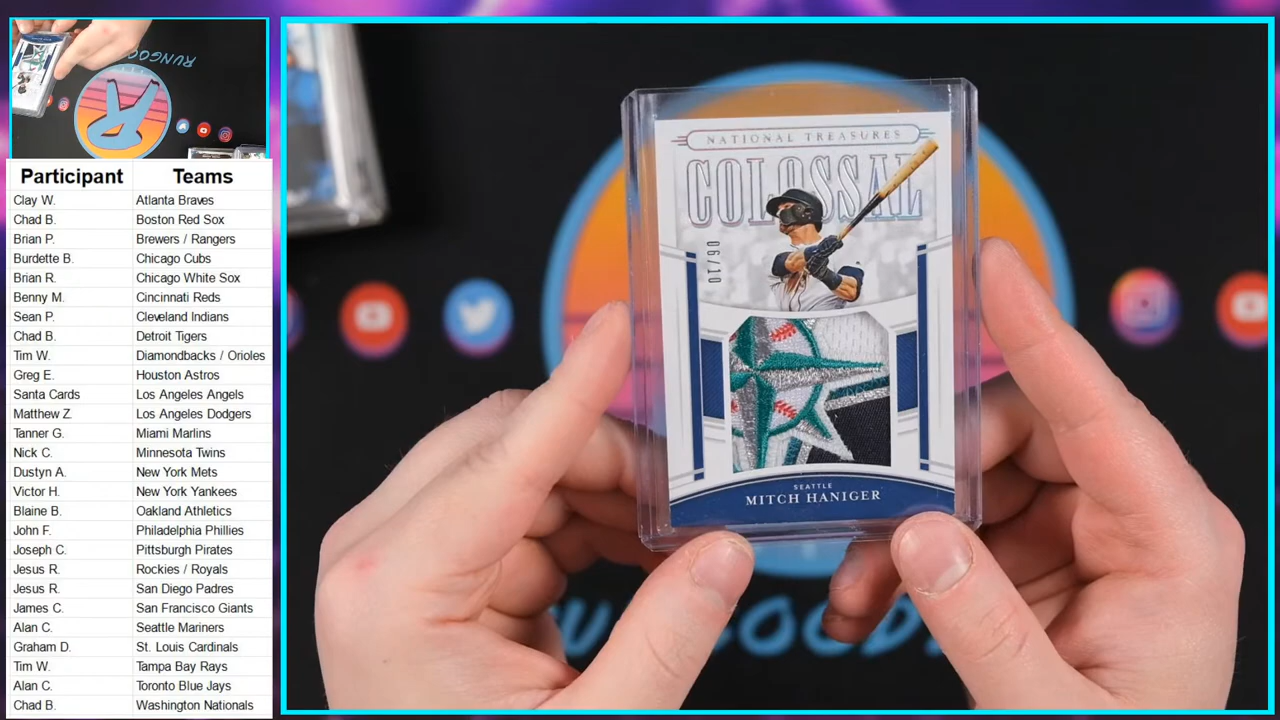 RUNGOOD
Participant Teams
Clay W. Atlanta Braves
Chad B. Boston Red Sox
Brian P. Brewers / Rangers
Burdette B. Chicago Cubs
Brian R. Chicago White Sox
Benny M. Cincinnati Reds
Sean P. Cleveland Indians
Chad B. Detroit Tigers
Tim W. Diamondbacks / Orioles
Greg E. Houston Astros
Santa Cards Los Angeles Angels
Matthew Z. Los Angeles Dodgers
Tanner G. Miami Marlins
Nick C. Minnesota Twins
Dustyn A. New York Mets
Victor H. New York Yankees
Blaine B. Oakland Athletics
John F. Philadelphia Phillies
Joseph C. Pittsburgh Pirates
Jesus R. Rockies / Royals
Jesus R. San Diego Padres
James C. San Francisco Giants
Alan C. Seattle Mariners
Graham D. St. Louis Cardinals
Tim W. Tampa Bay Rays
Alan C. Toronto Blue Jays
Chad B. Washington Nationals
NATIONAL TREASURES
COLOSSAL
06/10
SEATTLE
MITCH HANIGER